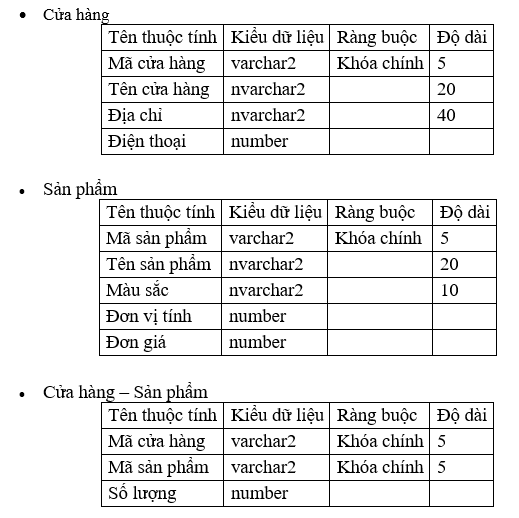 • Cửa hàng
Tên thuộc tính Kiểu dữ liệu Ràng buộc Độ dài
Mã cửa hàng varchar2 Khóa chính 5
Tên cửa hàng nvarchar2 20
Địa chỉ nvarchar2 40
Điện thoại number
• Sản phẩm
Tên thuộc tính Kiểu dữ liệu Ràng buộc Độ dài
Mã sản phẩm varchar2 Khóa chính 5
Tên sản phẩm nvarchar2 20
Màu sắc nvarchar2 10
Đơn vị tính number
Đơn giá number
• Cửa hàng – Sản phẩm
Tên thuộc tính Kiểu dữ liệu Ràng buộc Độ dài
Mã cửa hàng varchar2 Khóa chính 5
Mã sản phẩm varchar2 Khóa chính 5
Số lượng number